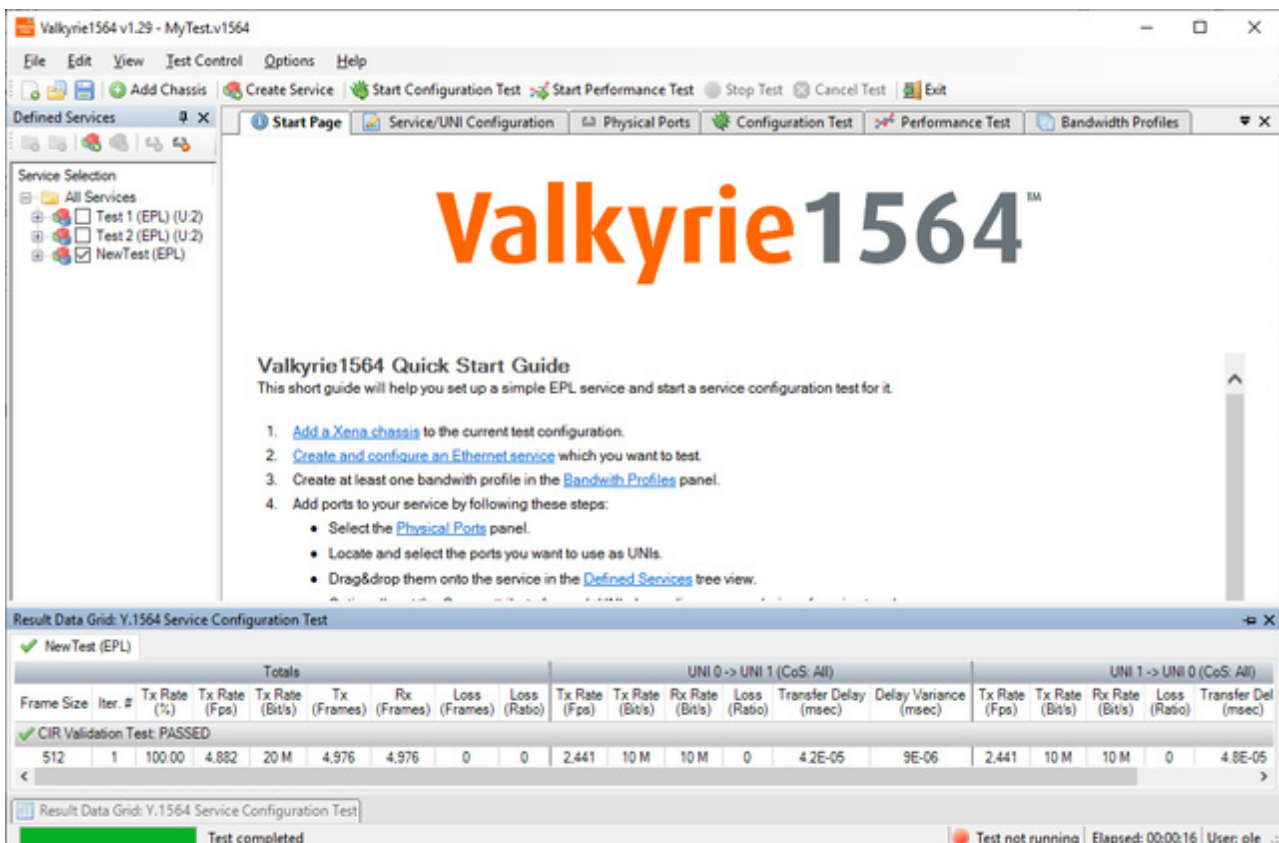 Valkyrie1564 v1.29 - MyTest.v1564
File Edit View Test Control Options Help
Add Chassis Create Service Start Configuration Test Start Performance Test Stop Test Cancel Test Exit
Defined Services
Start Page Service/UNI Configuration Physical Ports Configuration Test Performance Test Bandwidth Profiles
Service Selection
All Services
Test 1 (EPL) (U:2)
Test 2 (EPL) (U:2)
NewTest (EPL)
Valkyrie1564™
Valkyrie1564 Quick Start Guide
This short guide will help you set up a simple EPL service and start a service configuration test for it.
1. Add a Xena chassis to the current test configuration.
2. Create and configure an Ethernet service which you want to test.
3. Create at least one bandwith profile in the Bandwith Profiles panel.
4. Add ports to your service by following these steps:
• Select the Physical Ports panel.
• Locate and select the ports you want to use as UNIs.
• Drag&drop them onto the service in the Defined Services tree view.
Result Data Grid: Y.1564 Service Configuration Test
NewTest (EPL)
Totals UNI 0 -> UNI 1 (CoS: All) UNI 1 -> UNI 0 (CoS: All)
Frame Size Iter. # Tx Rate (%) Tx Rate (Fps) Tx Rate (Bit/s) Tx (Frames) Rx (Frames) Loss (Frames) Loss (Ratio) Tx Rate (Fps) Tx Rate (Bit/s) Rx Rate (Bit/s) Loss (Ratio) Transfer Delay (msec) Delay Variance (msec) Tx Rate (Fps) Tx Rate (Bit/s) Rx Rate (Bit/s) Loss (Ratio) Transfer Del (msec)
CIR Validation Test: PASSED
512 1 100.00 4.882 20 M 4.976 4.976 0 0 2.441 10 M 10 M 0 4.2E-05 9E-06 2.441 10 M 10 M 0 4.8E-05
Result Data Grid: Y.1564 Service Configuration Test
Test completed Test not running Elapsed: 00:00:16 User: ole